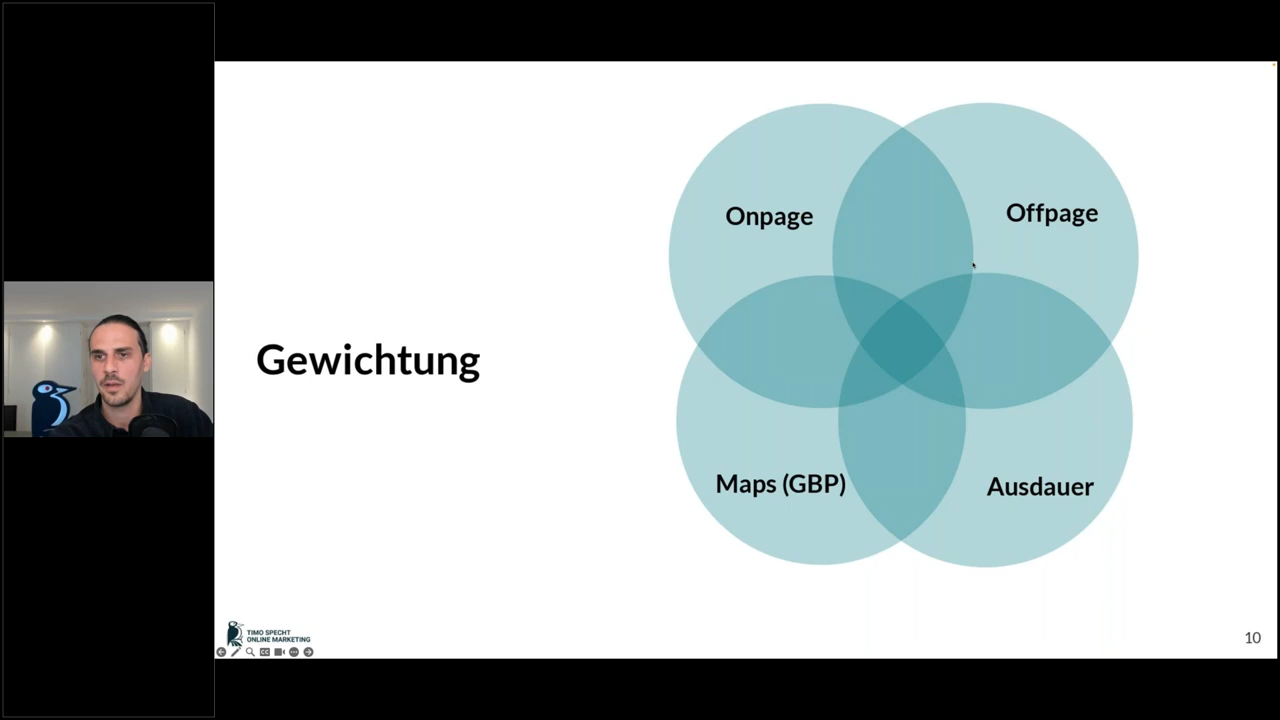 Onpage
Offpage
Gewichtung
Maps (GBP)
Ausdauer
TIMO SPECHT
ONLINE MARKETING
10